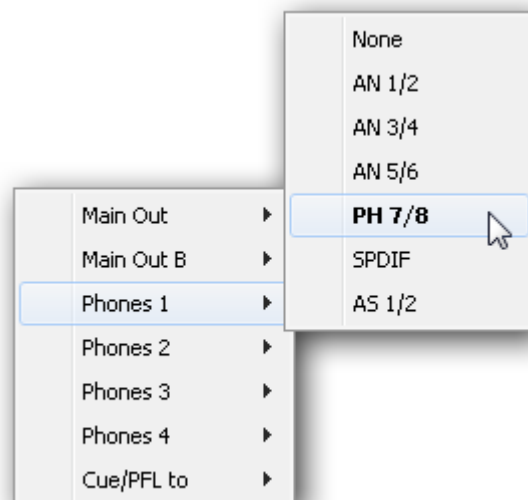 None
AN 1/2
AN 3/4
AN 5/6
PH 7/8
SPDIF
AS 1/2
Main Out
Main Out B
Phones 1
Phones 2
Phones 3
Phones 4
Cue/PFL to